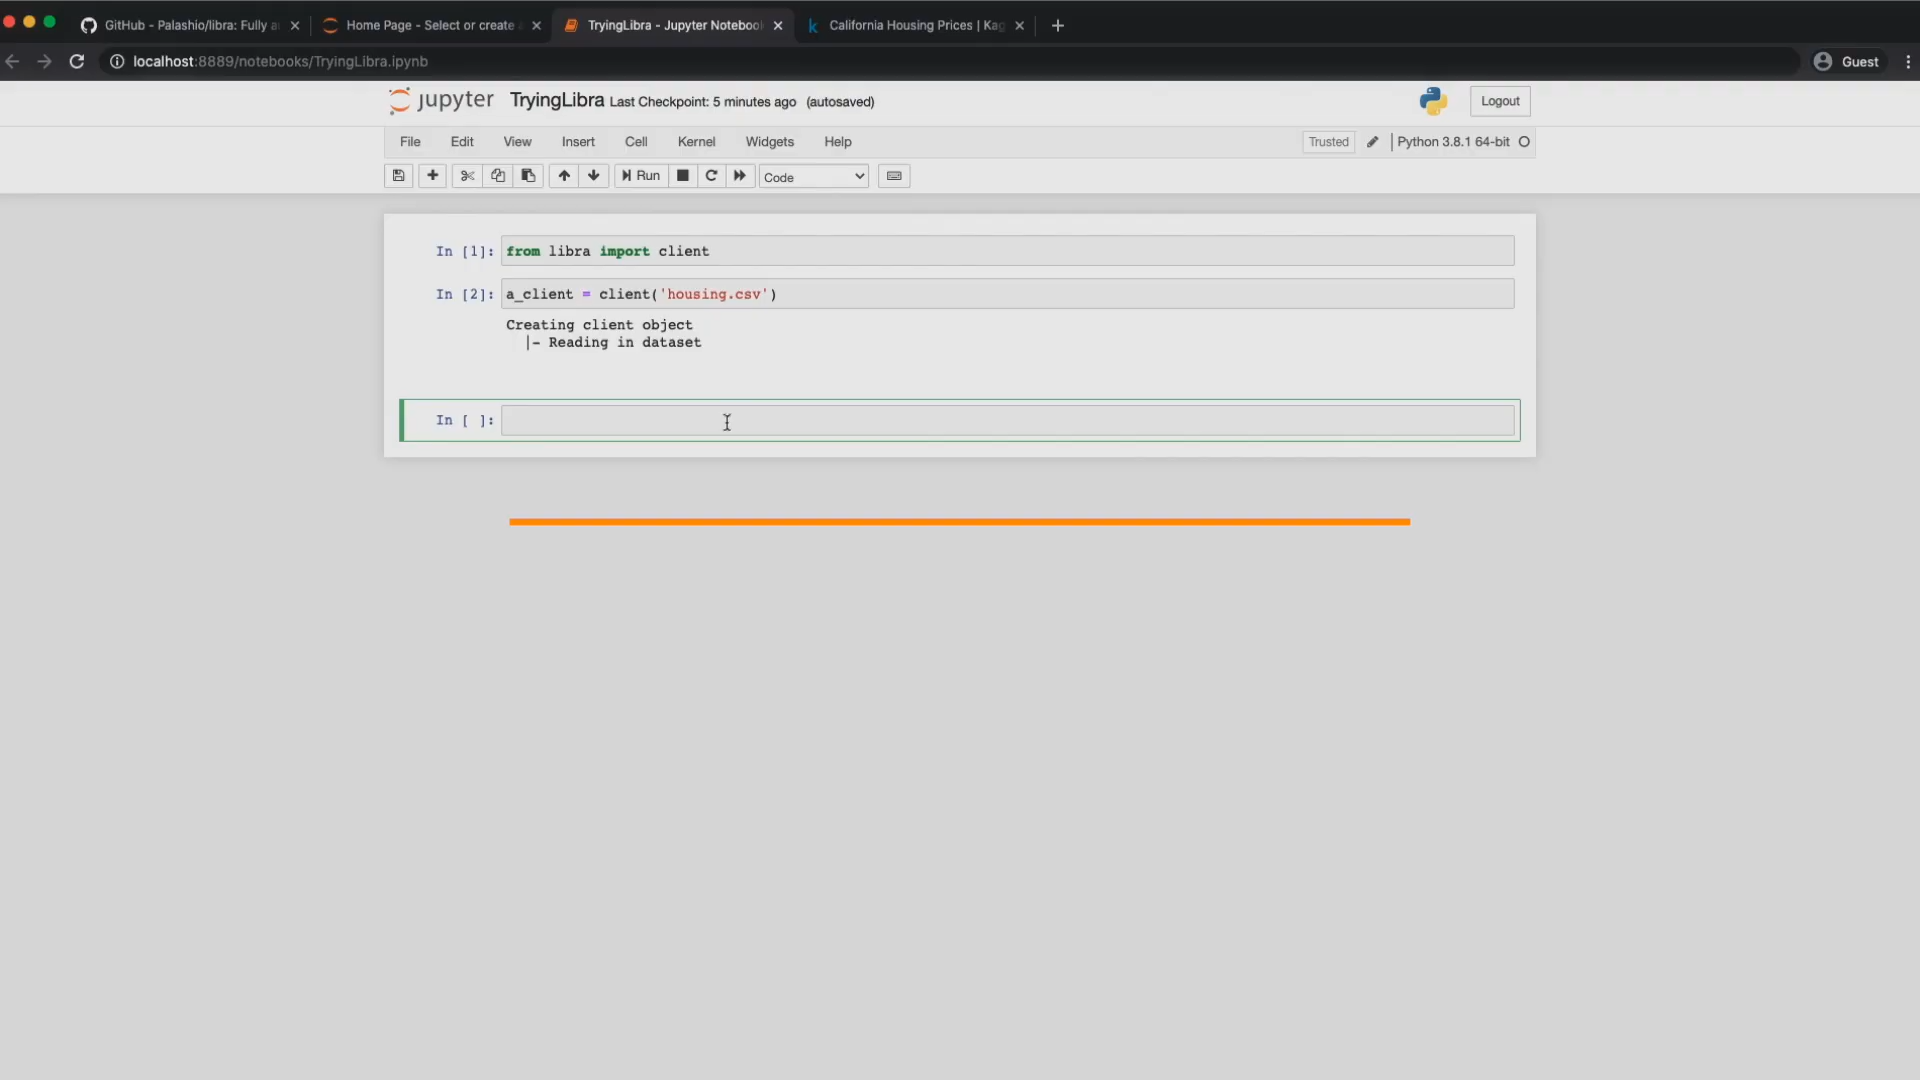 GitHub - Palashio/libra: Fully a
Home Page - Select or create a
TryingLibra - Jupyter Notebook
California Housing Prices | Kag
localhost:8889/notebooks/TryingLibra.ipynb
Guest
jupyter TryingLibra Last Checkpoint: 5 minutes ago (autosaved)
Logout
File Edit View Insert Cell Kernel Widgets Help
Trusted
Python 3.8.1 64-bit
Run
Code
In [1]: from libra import client
In [2]: a_client = client('housing.csv')
Creating client object
|- Reading in dataset
In [ ]: